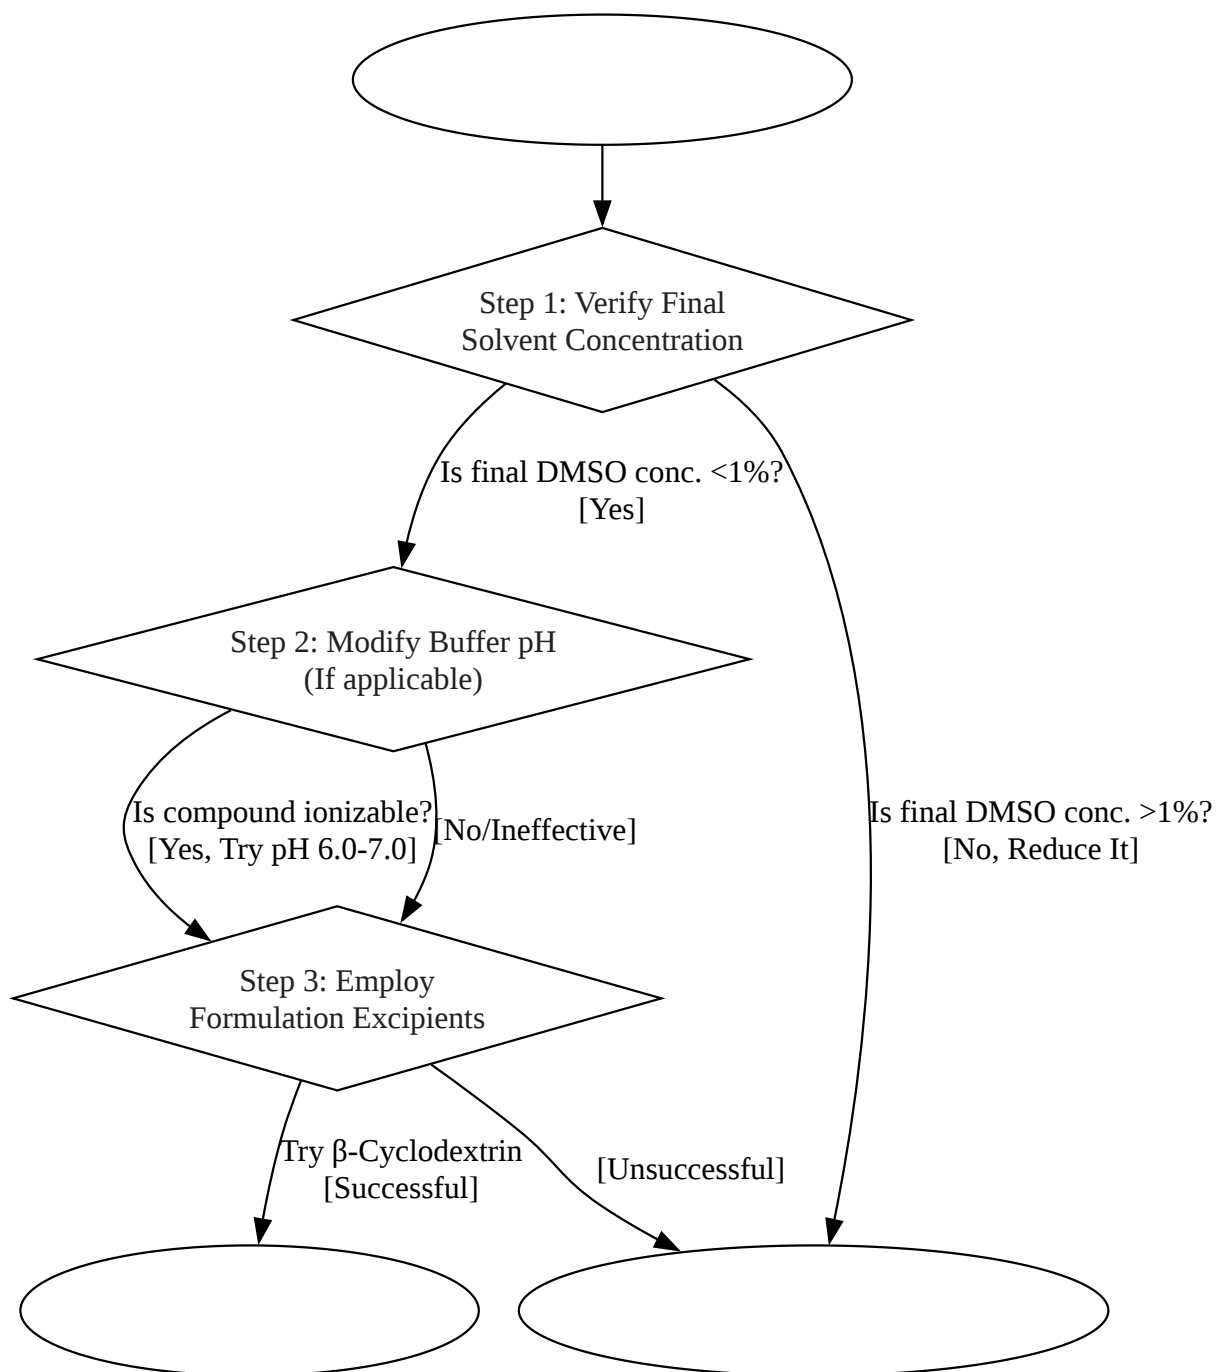 Step 1: Verify Final
Solvent Concentration
Is final DMSO conc. <1%?
[Yes]
Step 2: Modify Buffer pH
(If applicable)
Is compound ionizable?
[Yes, Try pH 6.0-7.0]
[No/Ineffective]
Is final DMSO conc. >1%?
[No, Reduce It]
Step 3: Employ
Formulation Excipients
Try β-Cyclodextrin
[Successful]
[Unsuccessful]